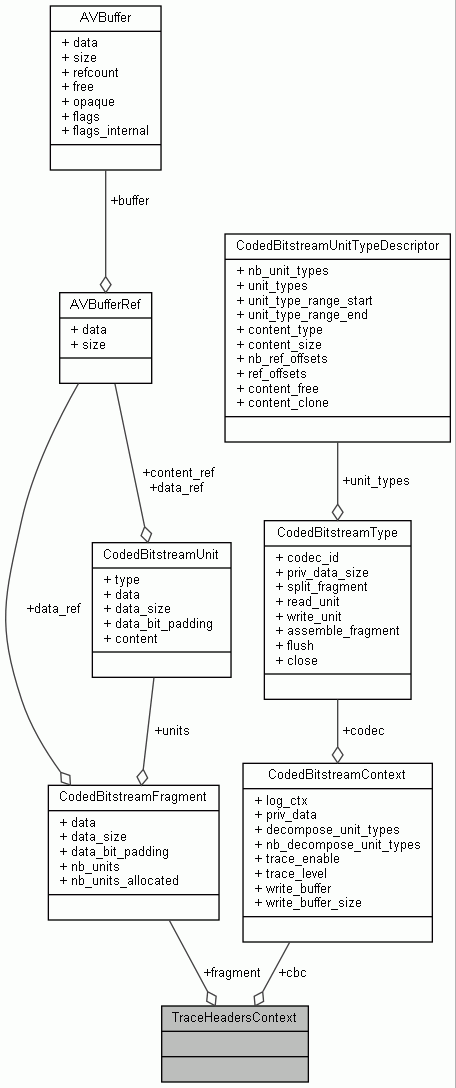 AVBuffer
+ data
+ size
+ refcount
+ free
+ opaque
+ flags
+ flags_internal
+buffer
AVBufferRef
+ data
+ size
CodedBitstreamUnitTypeDescriptor
+ nb_unit_types
+ unit_types
+ unit_type_range_start
+ unit_type_range_end
+ content_type
+ content_size
+ nb_ref_offsets
+ ref_offsets
+ content_free
+ content_clone
+content_ref
+data_ref
+unit_types
+data_ref
CodedBitstreamUnit
+ type
+ data
+ data_size
+ data_bit_padding
+ content
CodedBitstreamType
+ codec_id
+ priv_data_size
+ split_fragment
+ read_unit
+ write_unit
+ assemble_fragment
+ flush
+ close
+units
+codec
CodedBitstreamFragment
+ data
+ data_size
+ data_bit_padding
+ nb_units
+ nb_units_allocated
CodedBitstreamContext
+ log_ctx
+ priv_data
+ decompose_unit_types
+ nb_decompose_unit_types
+ trace_enable
+ trace_level
+ write_buffer
+ write_buffer_size
+fragment
+cbc
TraceHeadersContext